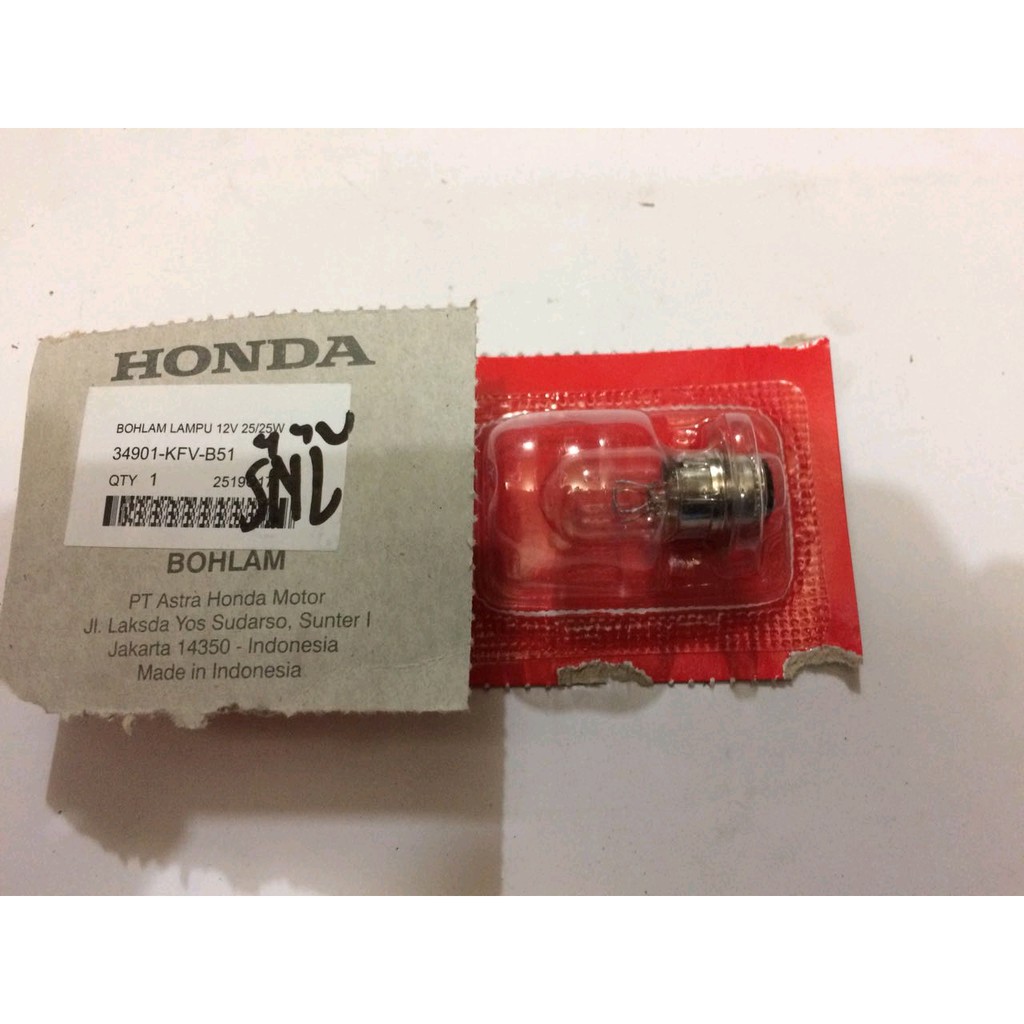 HONDA
BOHLAM LAMPU 12V 25/25W
34901-KFV-B51
QTY 1
BOHLAM
PT Astra Honda Motor
Jl. Laksda Yos Sudarso, Sunter I
Jakarta 14350 - Indonesia
Made in Indonesia